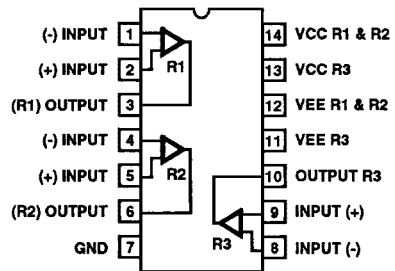 (-) INPUT 1 14 VCC R1 & R2
(+) INPUT 2 R1 13 VCC R3
(R1) OUTPUT 3 12 VEE R1 & R2
(-) INPUT 4 11 VEE R3
(+) INPUT 5 R2 10 OUTPUT R3
(R2) OUTPUT 6 9 INPUT (+)
GND 7 R3 8 INPUT (-)